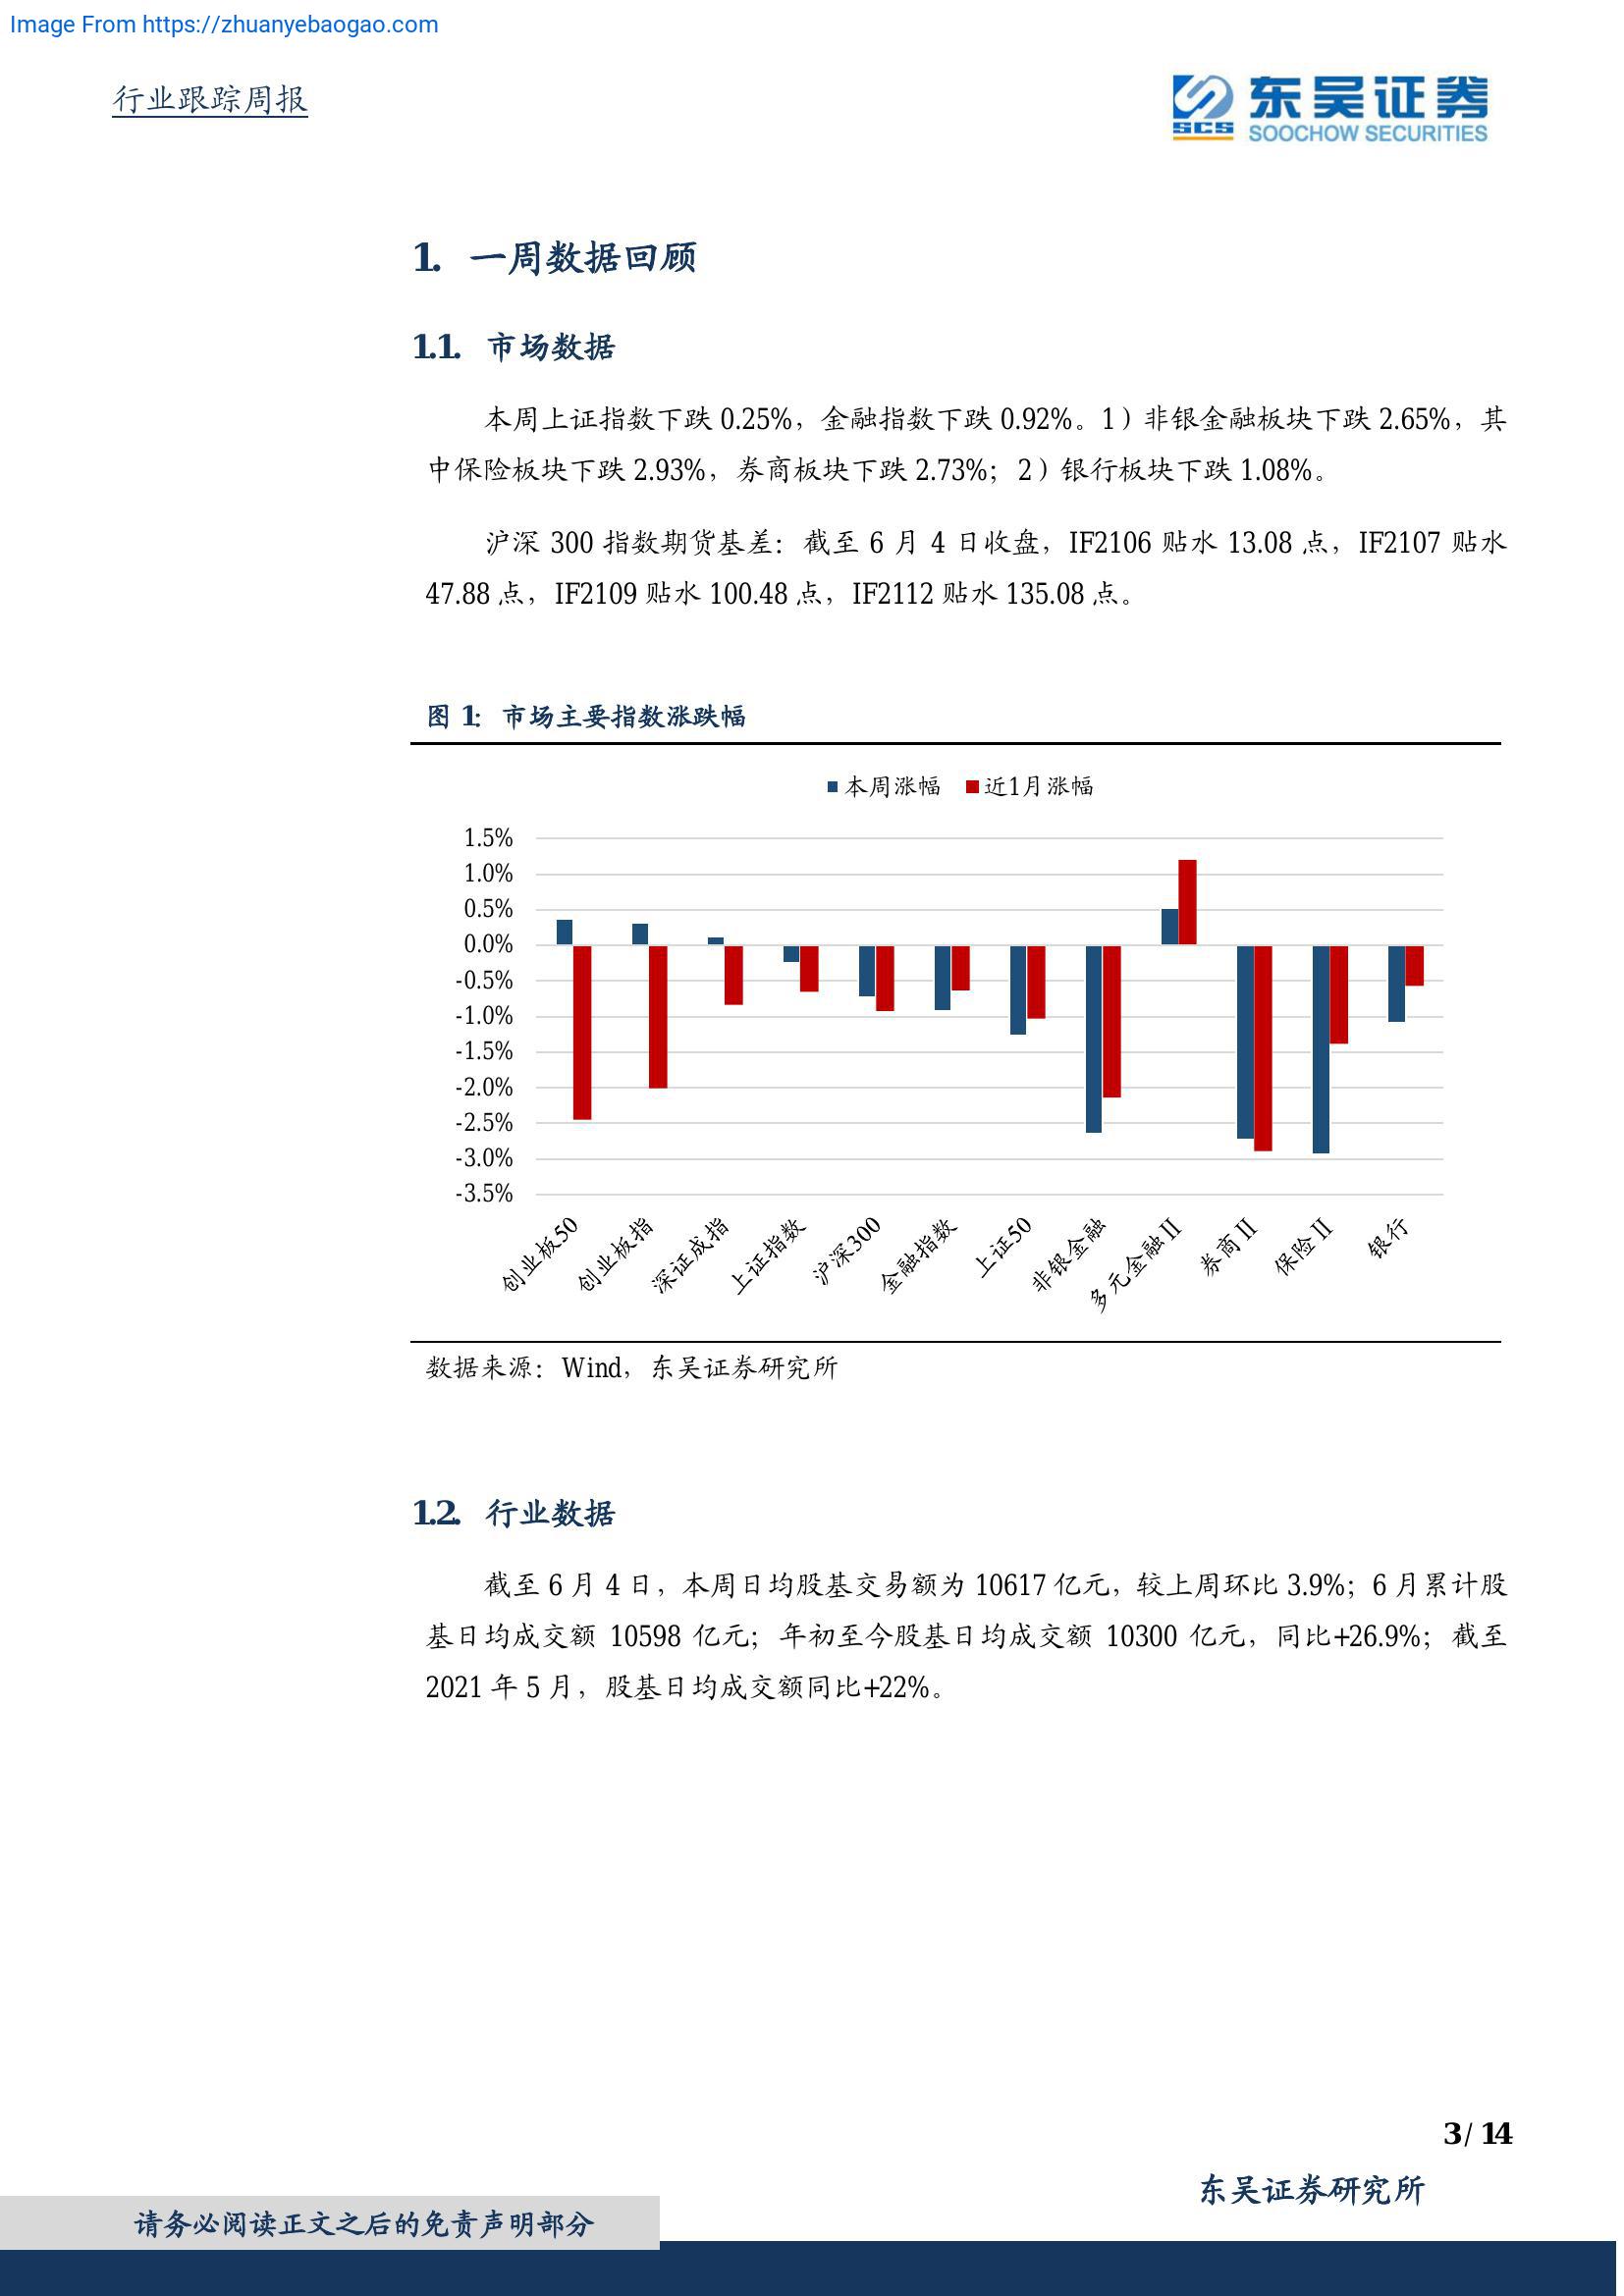 Image From https://zhuanyebaogao.com
行业跟踪周报
东吴证券
SCS
SOOCHOW SECURITIES
1. 一周数据回顾
1.1. 市场数据
本周上证指数下跌 0.25%，金融指数下跌 0.92%。1）非银金融板块下跌 2.65%，其
中保险板块下跌 2.93%，券商板块下跌 2.73%；2）银行板块下跌 1.08%。
沪深 300 指数期货基差：截至 6 月 4 日收盘，IF2106 贴水 13.08 点，IF2107 贴水
47.88 点，IF2109 贴水 100.48 点，IF2112 贴水 135.08 点。
图 1: 市场主要指数涨跌幅
本周涨幅 近1月涨幅
1.5%
1.0%
0.5%
0.0%
-0.5%
-1.0%
-1.5%
-2.0%
-2.5%
-3.0%
-3.5%
创业板50
创业板指
深证成指
上证指数
沪深300
金融指数
上证50
非银金融
多元金融Ⅱ
券商Ⅱ
保险Ⅱ
银行
数据来源：Wind，东吴证券研究所
1.2. 行业数据
截至 6 月 4 日，本周日均股基交易额为 10617 亿元，较上周环比 3.9%；6 月累计股
基日均成交额 10598 亿元；年初至今股基日均成交额 10300 亿元，同比+26.9%；截至
2021 年 5 月，股基日均成交额同比+22%。
3 / 14
东吴证券研究所
请务必阅读正文之后的免责声明部分